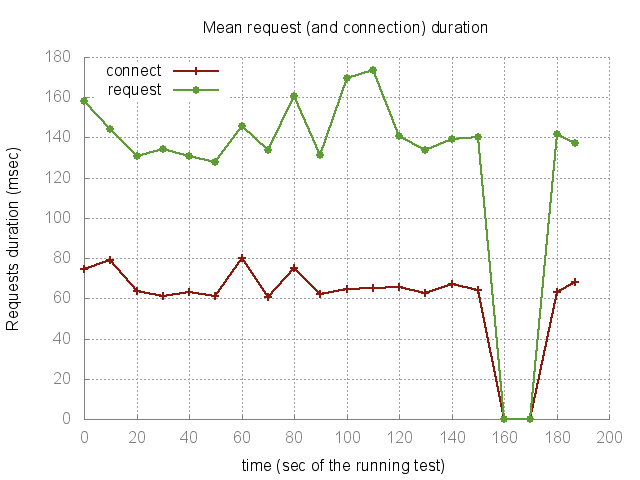 Mean request (and connection) duration
connect
request
Requests duration (msec)
180
160
140
120
100
80
60
40
20
0
0 20 40 60 80 100 120 140 160 180 200
time (sec of the running test)